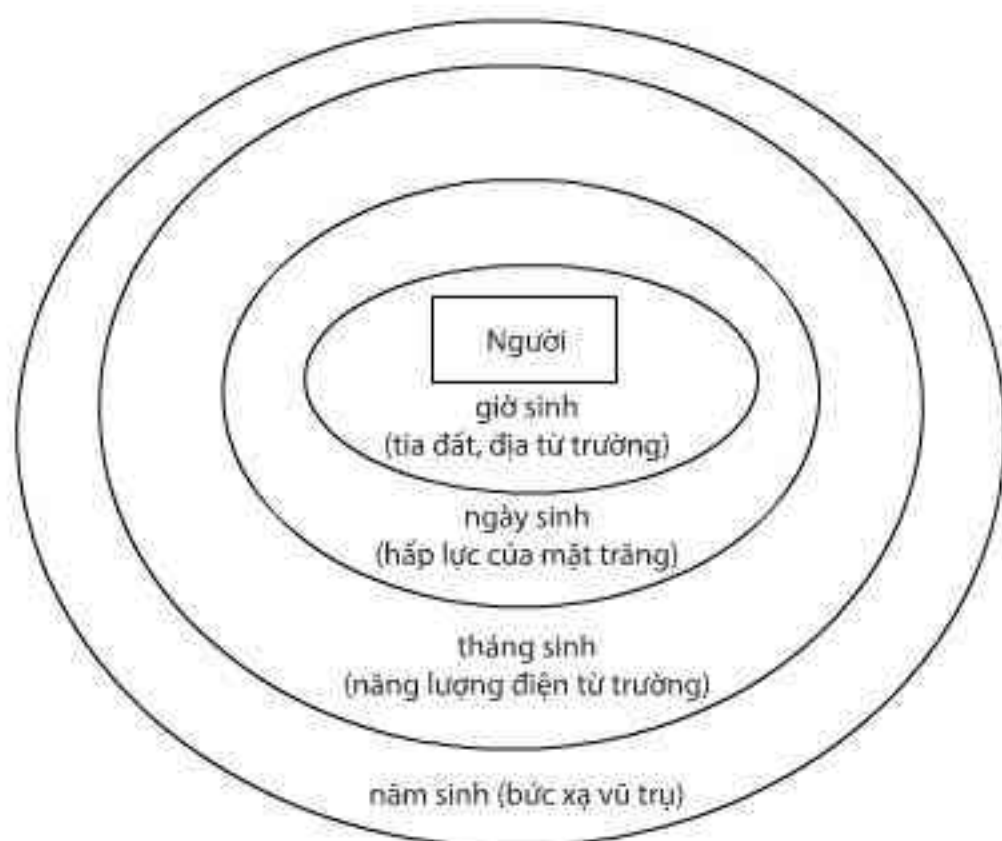 Người
giờ sinh
(tia đất, địa từ trường)
ngày sinh
(hấp lực của mặt trăng)
tháng sinh
(năng lượng điện từ trường)
năm sinh (bức xạ vũ trụ)